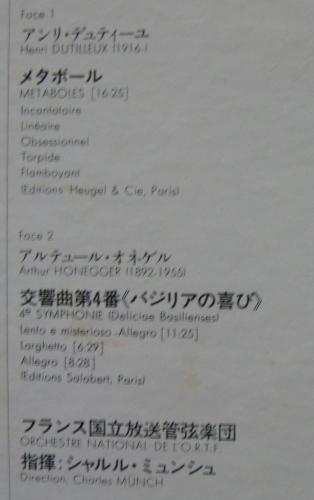 Face 1
アンリ・デュティーユ
Henri DUTILLEUX (1916-)
メタボール
METABOLES [16:25]
Incantatoire
Linéaire
Obsessionnel
Torpide
Flamboyant
(Editions Heugel & Cie, Paris)
Face 2
アルテュール・オネゲル
Arthur HONEGGER (1892-1955)
交響曲第4番《バジリアの喜び》
4e SYMPHONIE (Deliciae Basilienses)
Lento e misterioso - Allegro [11:25]
Larghetto [6:29]
Allegro [8:28]
(Editions Salabert, Paris)
フランス国立放送管弦楽団
ORCHESTRE NATIONAL DE L'O.R.T.F.
指揮：シャルル・ミュンシュ
Direction, Charles MÜNCH